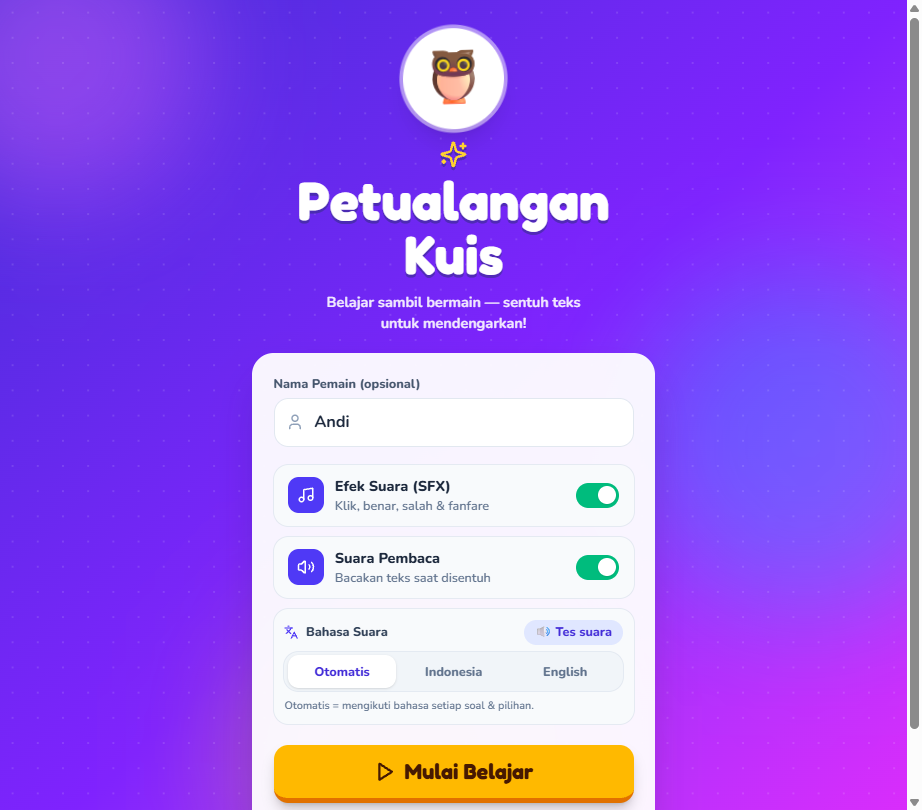 Petualangan
Kuis
Belajar sambil bermain — sentuh teks
untuk mendengarkan!
Nama Pemain (opsional)
Andi
Efek Suara (SFX)
Klik, benar, salah & fanfare
Suara Pembaca
Bacakan teks saat disentuh
Bahasa Suara
Tes suara
Otomatis
Indonesia
English
Otomatis = mengikuti bahasa setiap soal & pilihan.
Mulai Belajar